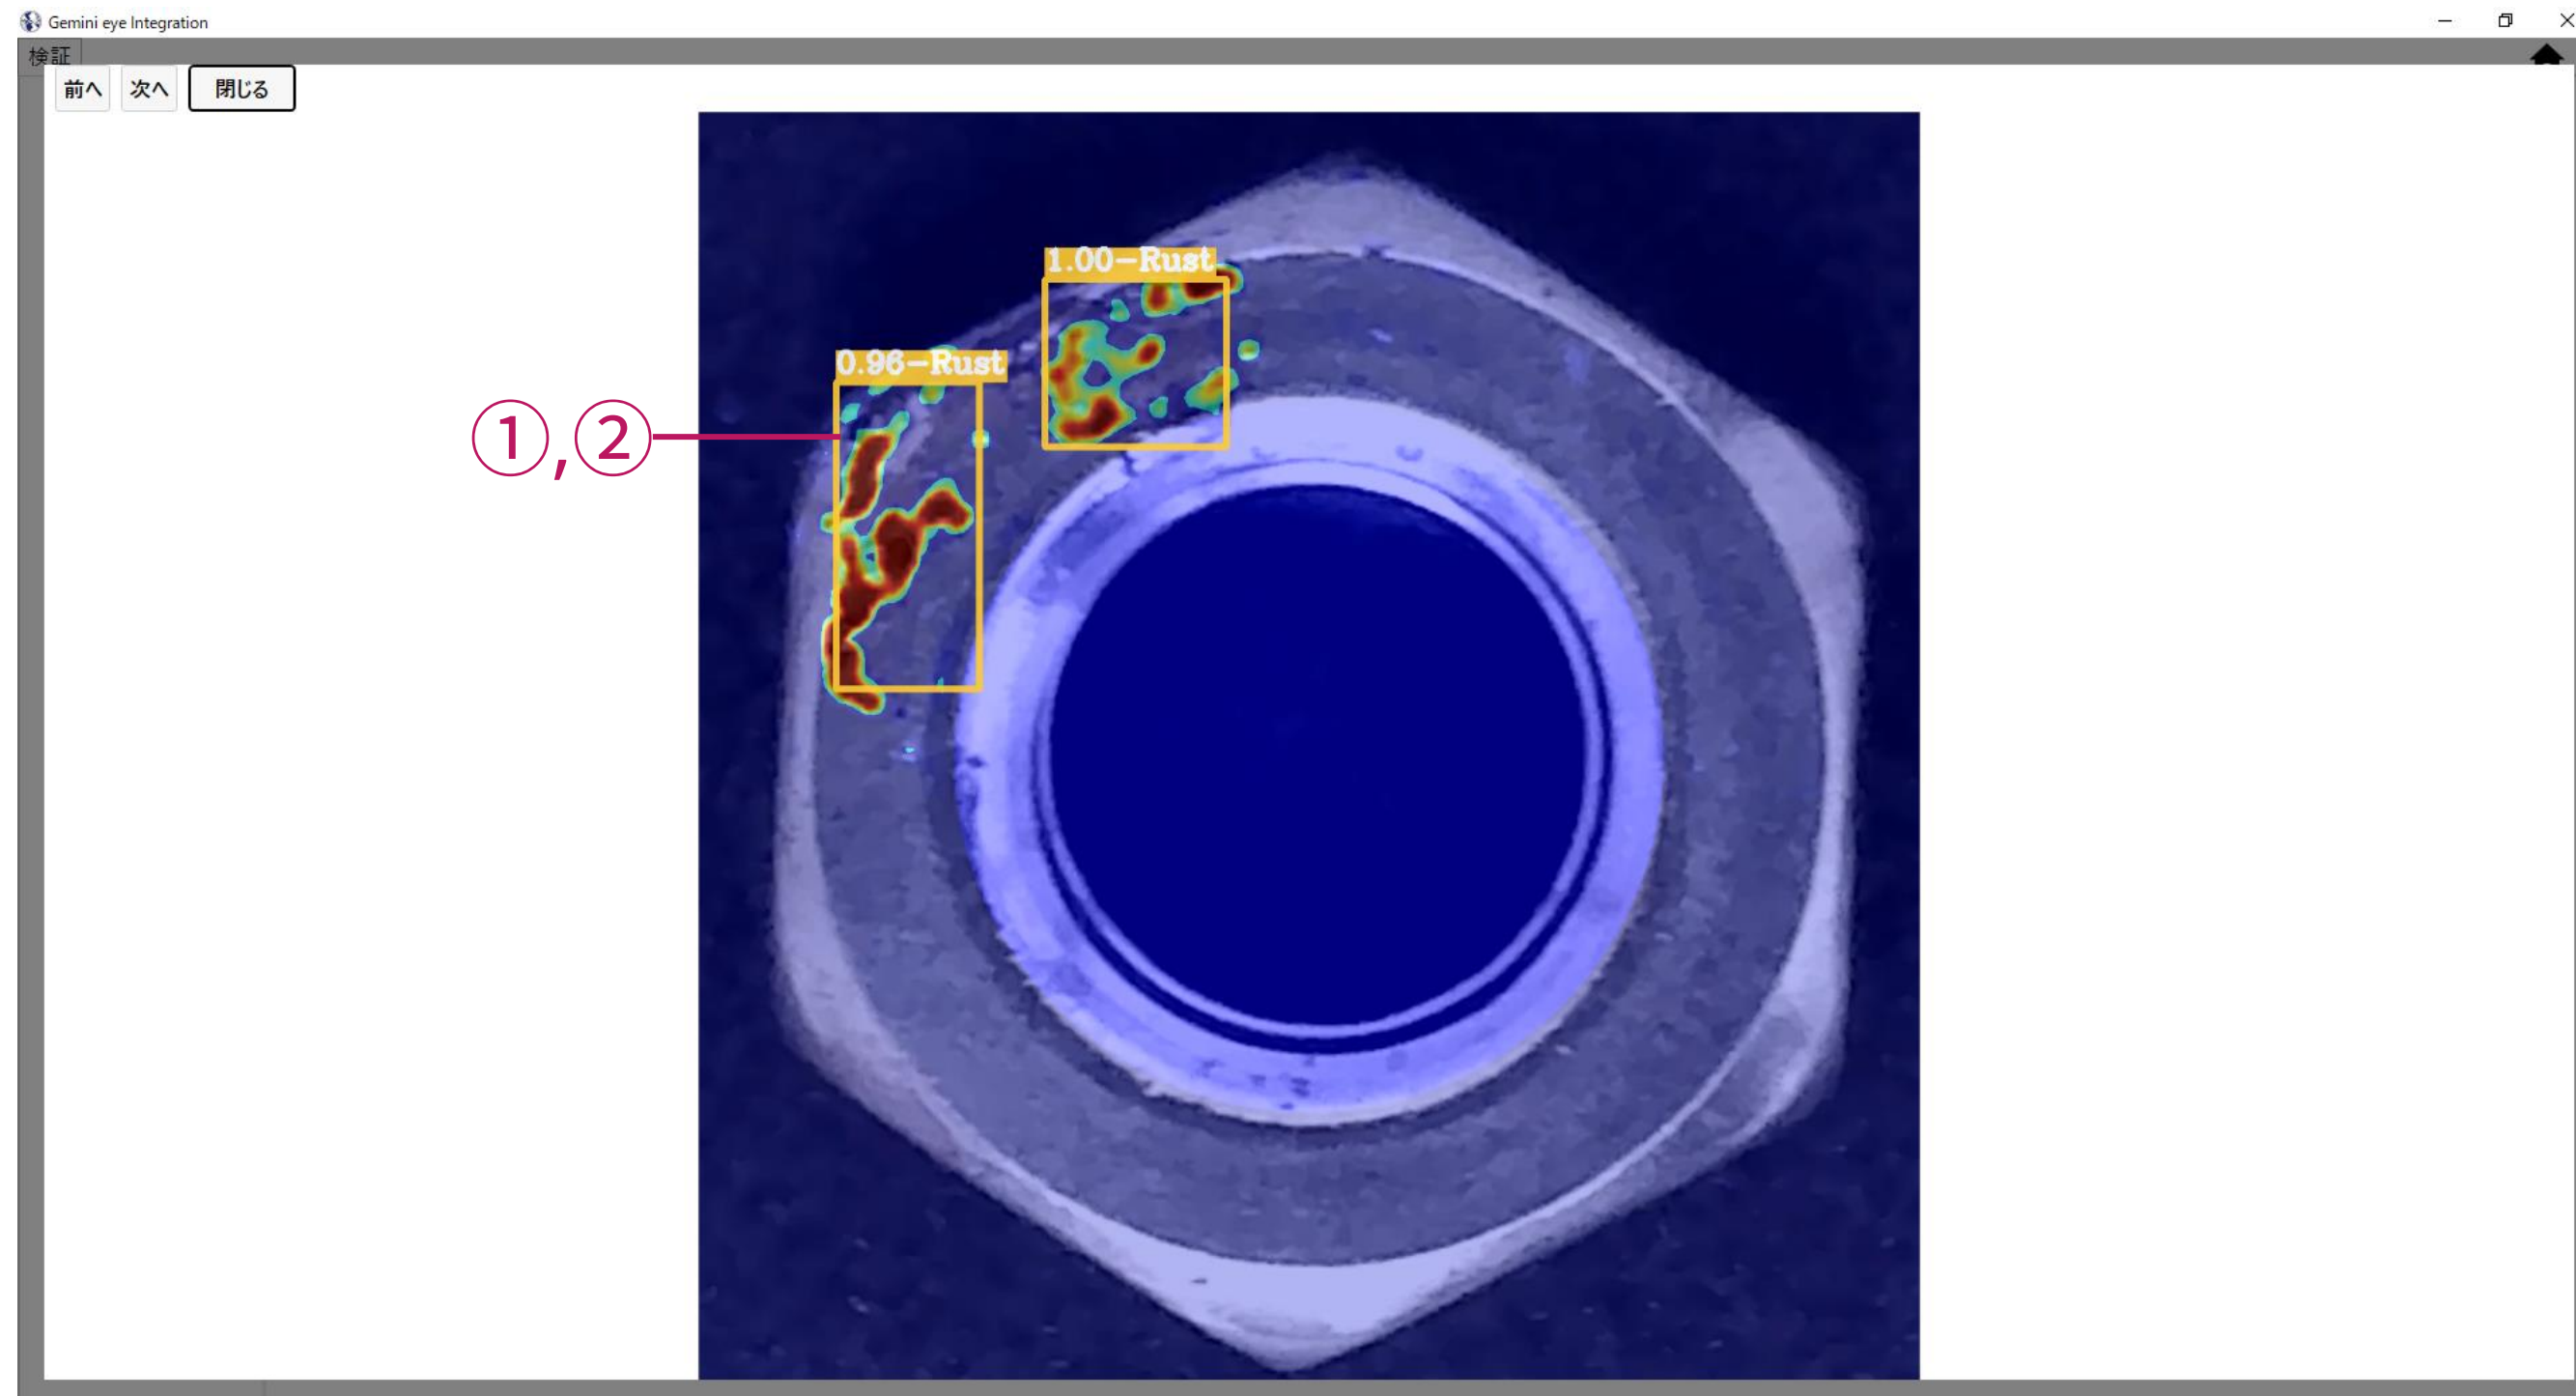 Gemini eye Integration
検証
前へ 次へ 閉じる
1.00-Rust
0.96-Rust
①,②